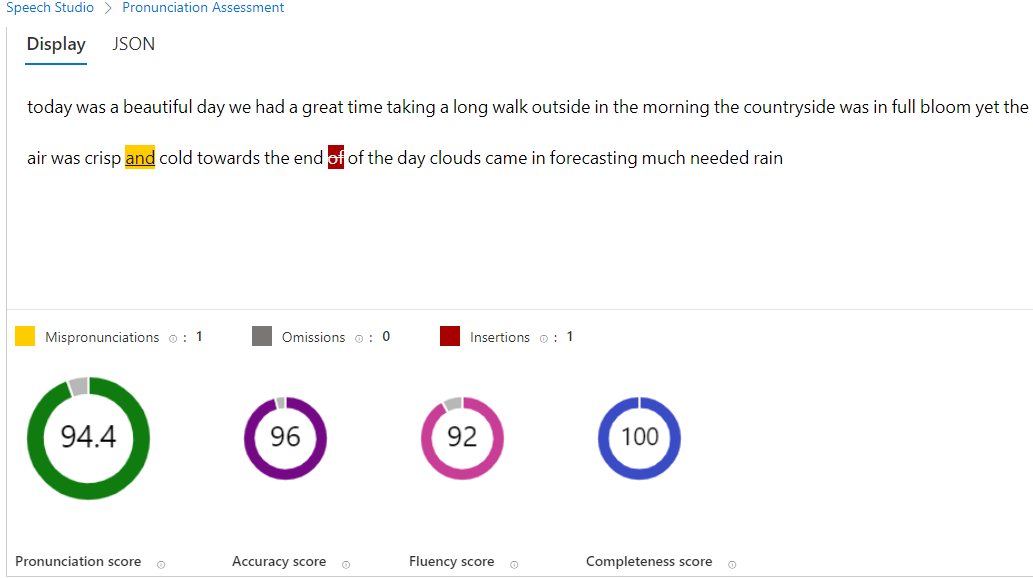 Speech Studio > Pronunciation Assessment
Display JSON
today was a beautiful day we had a great time taking a long walk outside in the morning the countryside was in full bloom yet the
air was crisp and cold towards the end of of the day clouds came in forecasting much needed rain
Mispronunciations : 1 Omissions : 0 Insertions : 1
94.4 96 92 100
Pronunciation score Accuracy score Fluency score Completeness score